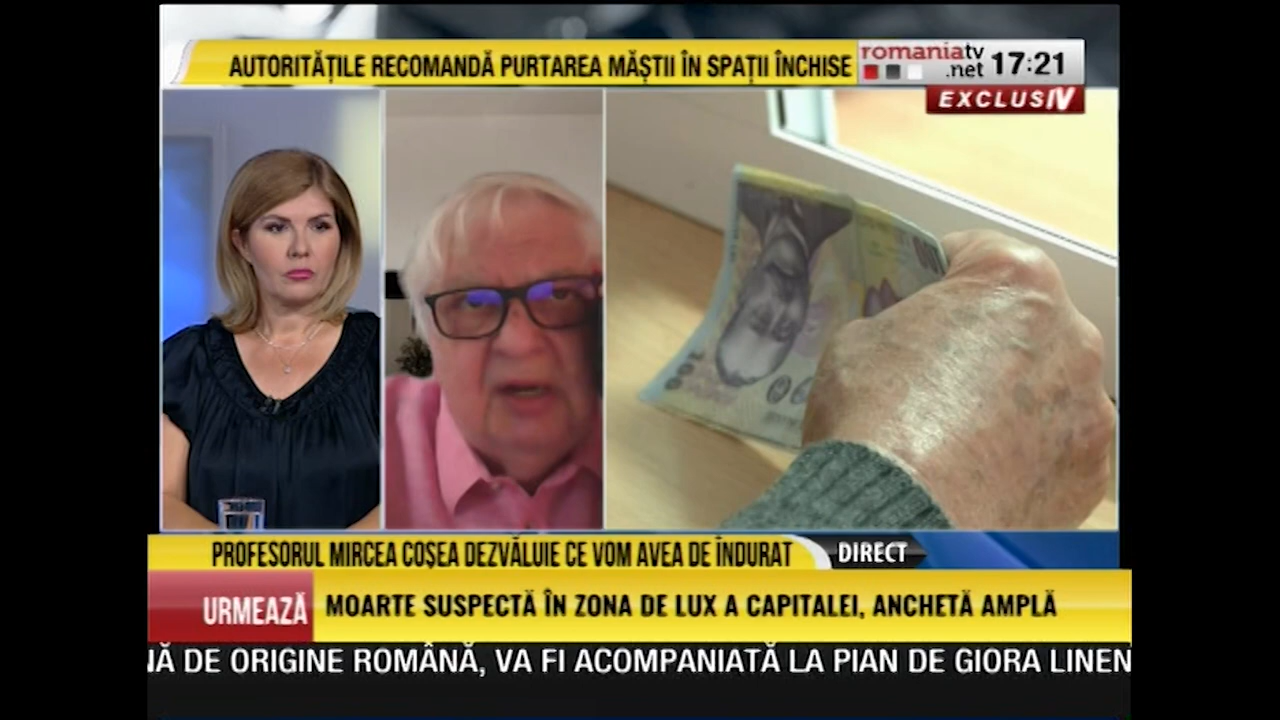 AUTORITĂȚILE RECOMANDĂ PURTAREA MĂȘTII ÎN SPAȚII ÎNCHISE
romaniatv
.net
17:21
EXCLUSIV
PROFESORUL MIRCEA COȘEA DEZVĂLUIE CE VOM AVEA DE ÎNDURAT
DIRECT
URMEAZĂ
MOARTE SUSPECTĂ ÎN ZONA DE LUX A CAPITALEI, ANCHETĂ AMPLĂ
NĂ DE ORIGINE ROMÂNĂ, VA FI ACOMPANIATĂ LA PIAN DE GIORA LINEN